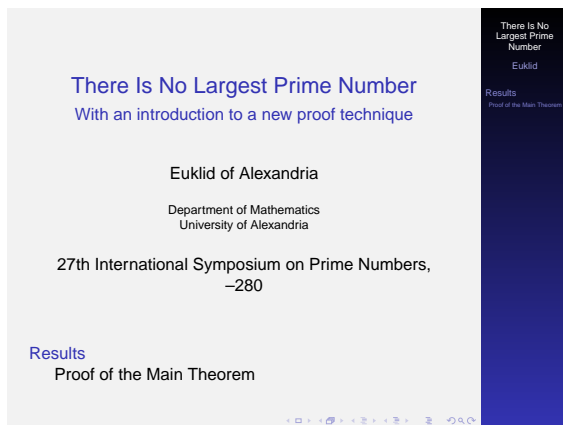 There Is No Largest Prime Number
With an introduction to a new proof technique
Euklid of Alexandria
Department of Mathematics
University of Alexandria
27th International Symposium on Prime Numbers,
–280
Results
Proof of the Main Theorem
There Is No
Largest Prime
Number
Euklid
Results
Proof of the Main Theorem